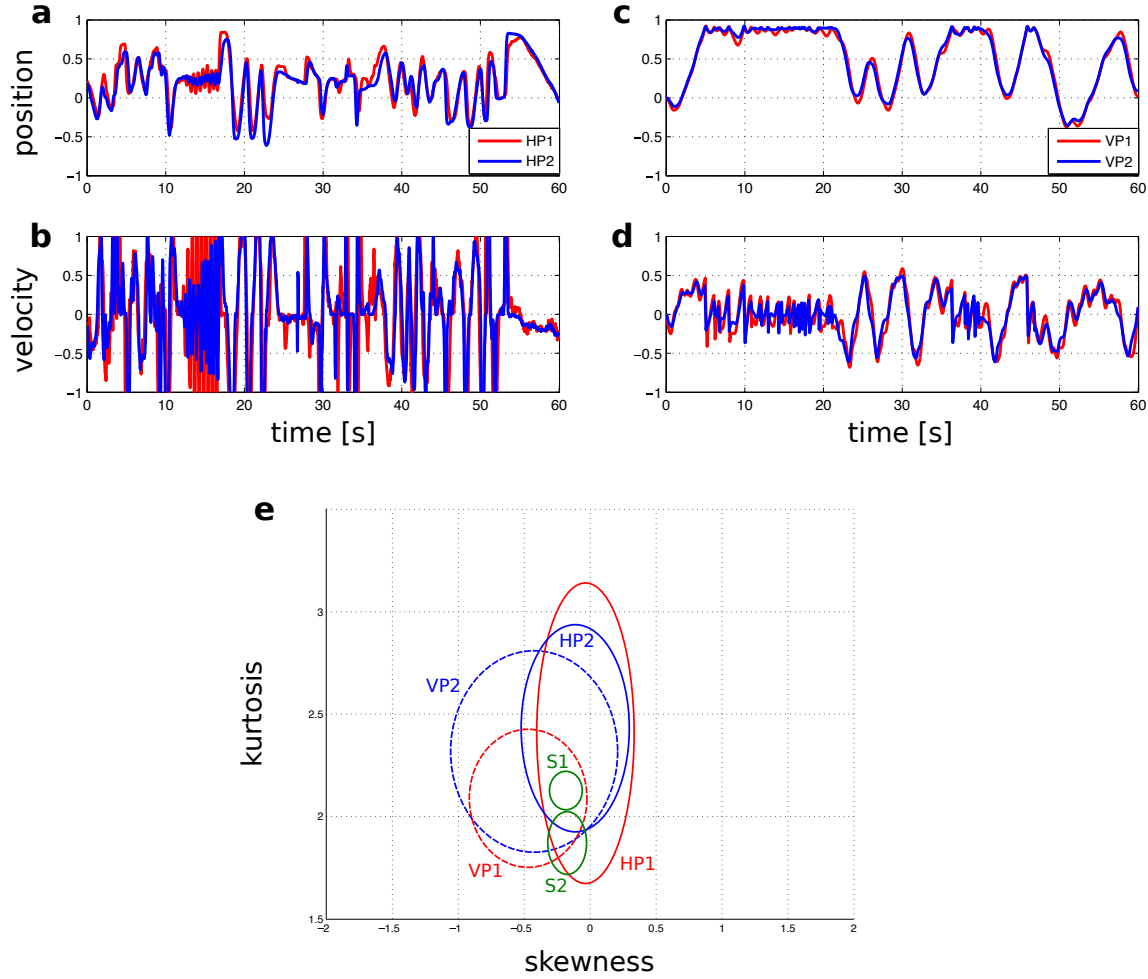 a
position
1
0.5
0
−0.5
−1
0 10 20 30 40 50 60
HP1
HP2
c
1
0.5
0
−0.5
−1
0 10 20 30 40 50 60
VP1
VP2
b
velocity
1
0.5
0
−0.5
−1
0 10 20 30 40 50 60
time [s]
d
1
0.5
0
−0.5
−1
0 10 20 30 40 50 60
time [s]
e
kurtosis
3
2.5
2
1.5
HP2
VP2
S1
VP1
S2
HP1
−2 −1.5 −1 −0.5 0 0.5 1 1.5 2
skewness